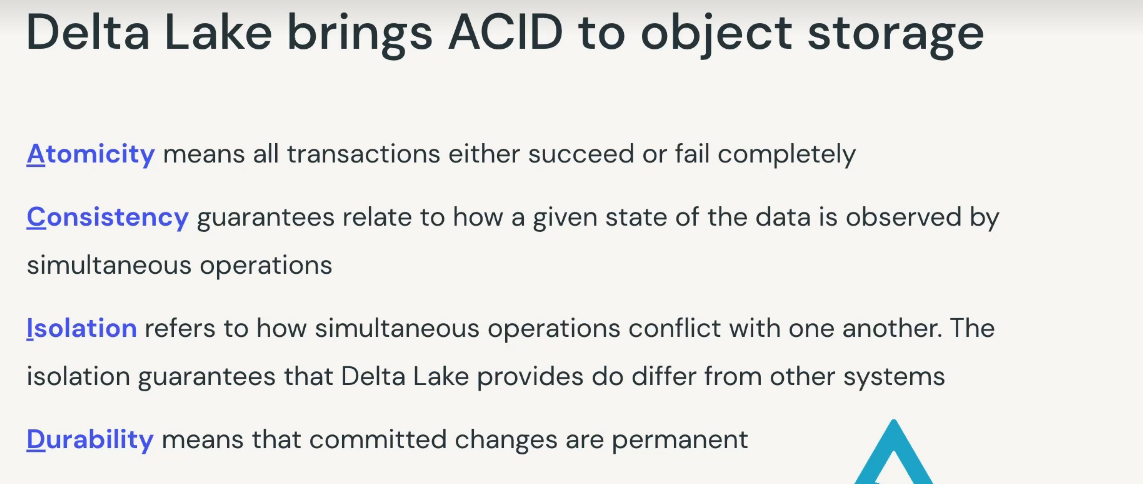 Delta Lake brings ACID to object storage
Atomicity means all transactions either succeed or fail completely
Consistency guarantees relate to how a given state of the data is observed by
simultaneous operations
Isolation refers to how simultaneous operations conflict with one another. The
isolation guarantees that Delta Lake provides do differ from other systems
Durability means that committed changes are permanent